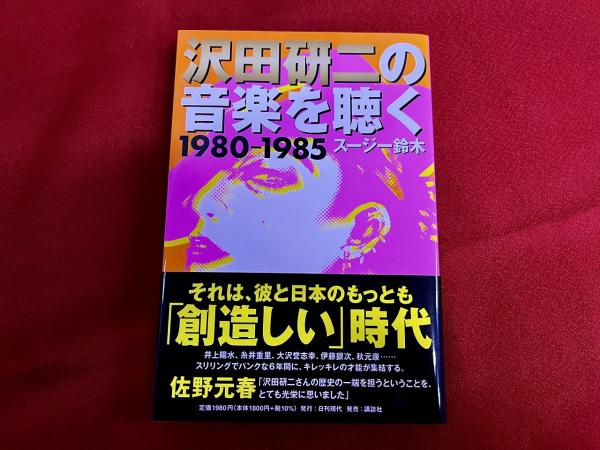 沢田研二の
音楽を聴く
1980-1985 スージー鈴木
それは、彼と日本のもっとも
「創造しい」時代
井上陽水、糸井重里、大沢誉志幸、伊藤銀次、秋元康……
スリリングでパンクな6年間に、キレッキレの才能が集結する。
佐野元春「沢田研二さんの歴史の一端を担うということを、
とても光栄に思いました」
定価1980円(本体1800円+税10%) 発行:日刊現代 発売:講談社